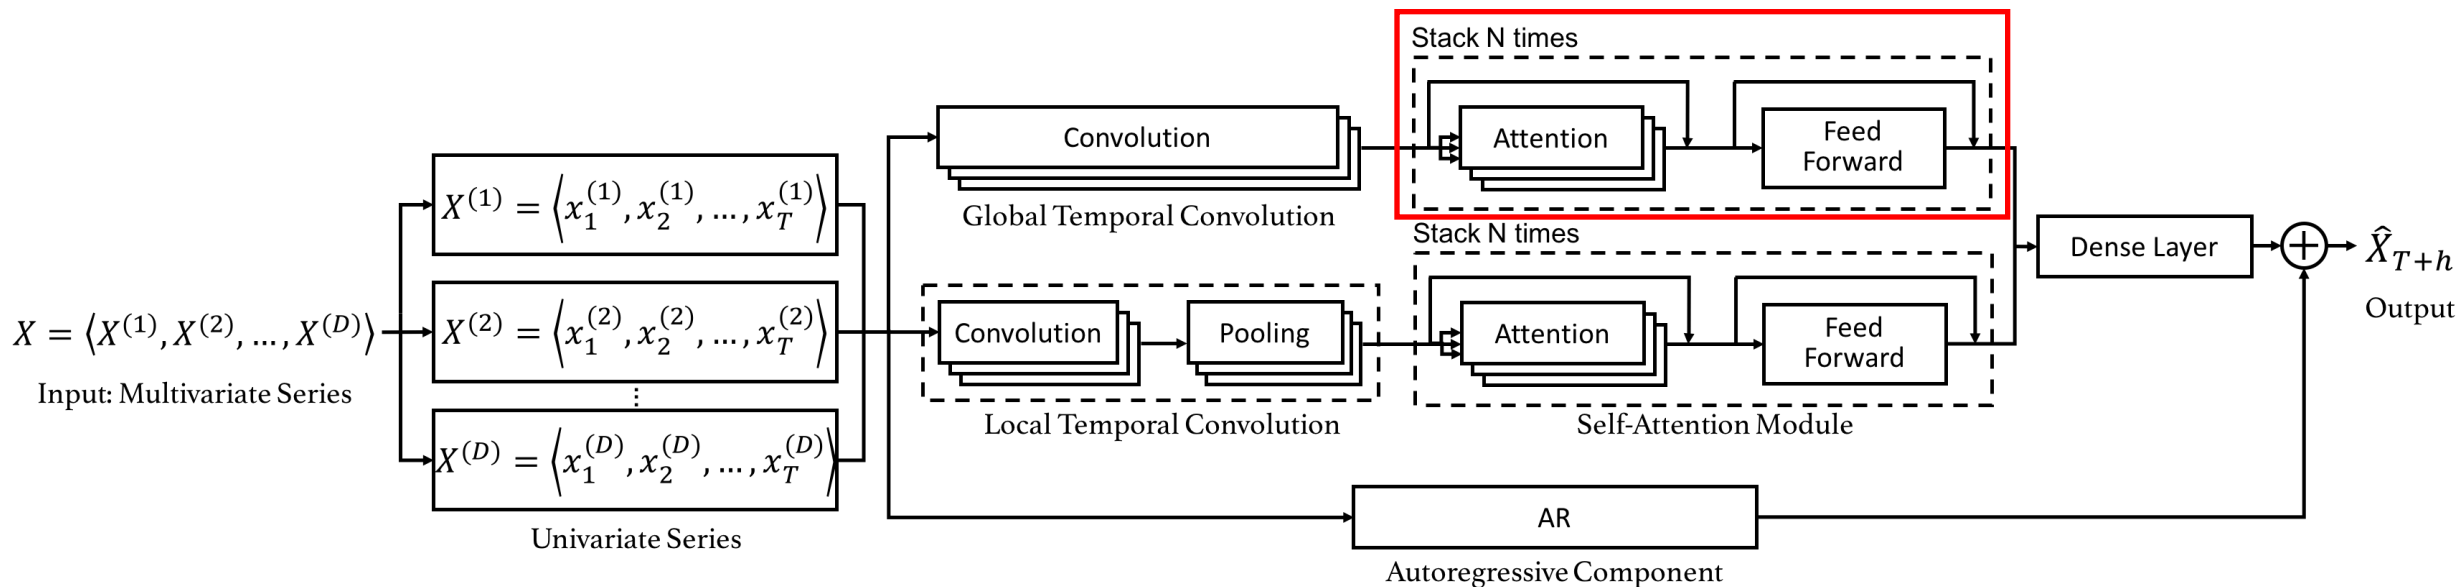 X = ⟨X^(1), X^(2), ..., X^(D)⟩
Input: Multivariate Series
X^(1) = ⟨x_1^(1), x_2^(1), ..., x_T^(1)⟩
X^(2) = ⟨x_1^(2), x_2^(2), ..., x_T^(2)⟩
⋮
X^(D) = ⟨x_1^(D), x_2^(D), ..., x_T^(D)⟩
Univariate Series
Convolution
Global Temporal Convolution
Convolution
Pooling
Local Temporal Convolution
Stack N times
Attention
Feed
Forward
Stack N times
Attention
Feed
Forward
Self-Attention Module
AR
Autoregressive Component
Dense Layer
+
X̂_{T+h}
Output